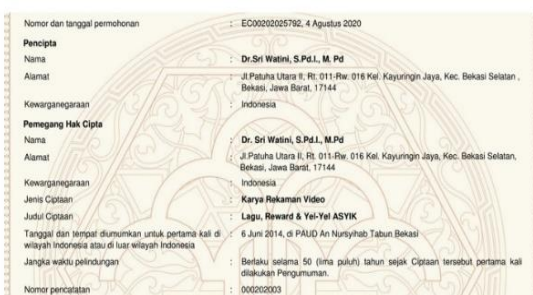 Nomor dan tanggal permohonan : EC00202025792, 4 Agustus 2020
Pencipta
Nama : Dr.Sri Watini, S.Pd.I., M. Pd
Alamat : Jl.Patuha Utara II, Rt. 011-Rw. 016 Kel. Kayuringin Jaya, Kec. Bekasi Selatan ,
Bekasi, Jawa Barat, 17144
Kewarganegaraan : Indonesia
Pemegang Hak Cipta
Nama : Dr. Sri Watini, S.Pd.I., M.Pd
Alamat : Jl.Patuha Utara II, Rt. 011-Rw. 016 Kel. Kayuringin Jaya, Kec. Bekasi Selatan,
Bekasi, Jawa Barat, 17144
Kewarganegaraan : Indonesia
Jenis Ciptaan : Karya Rekaman Video
Judul Ciptaan : Lagu, Reward & Yel-Yel ASYIK
Tanggal dan tempat diumumkan untuk pertama kali di : 6 Juni 2014, di PAUD An Nursyihab Tabun Bekasi
wilayah Indonesia atau di luar wilayah Indonesia
Jangka waktu pelindungan : Berlaku selama 50 (lima puluh) tahun sejak Ciptaan tersebut pertama kali
dilakukan Pengumuman.
Nomor pencatatan : 000202003